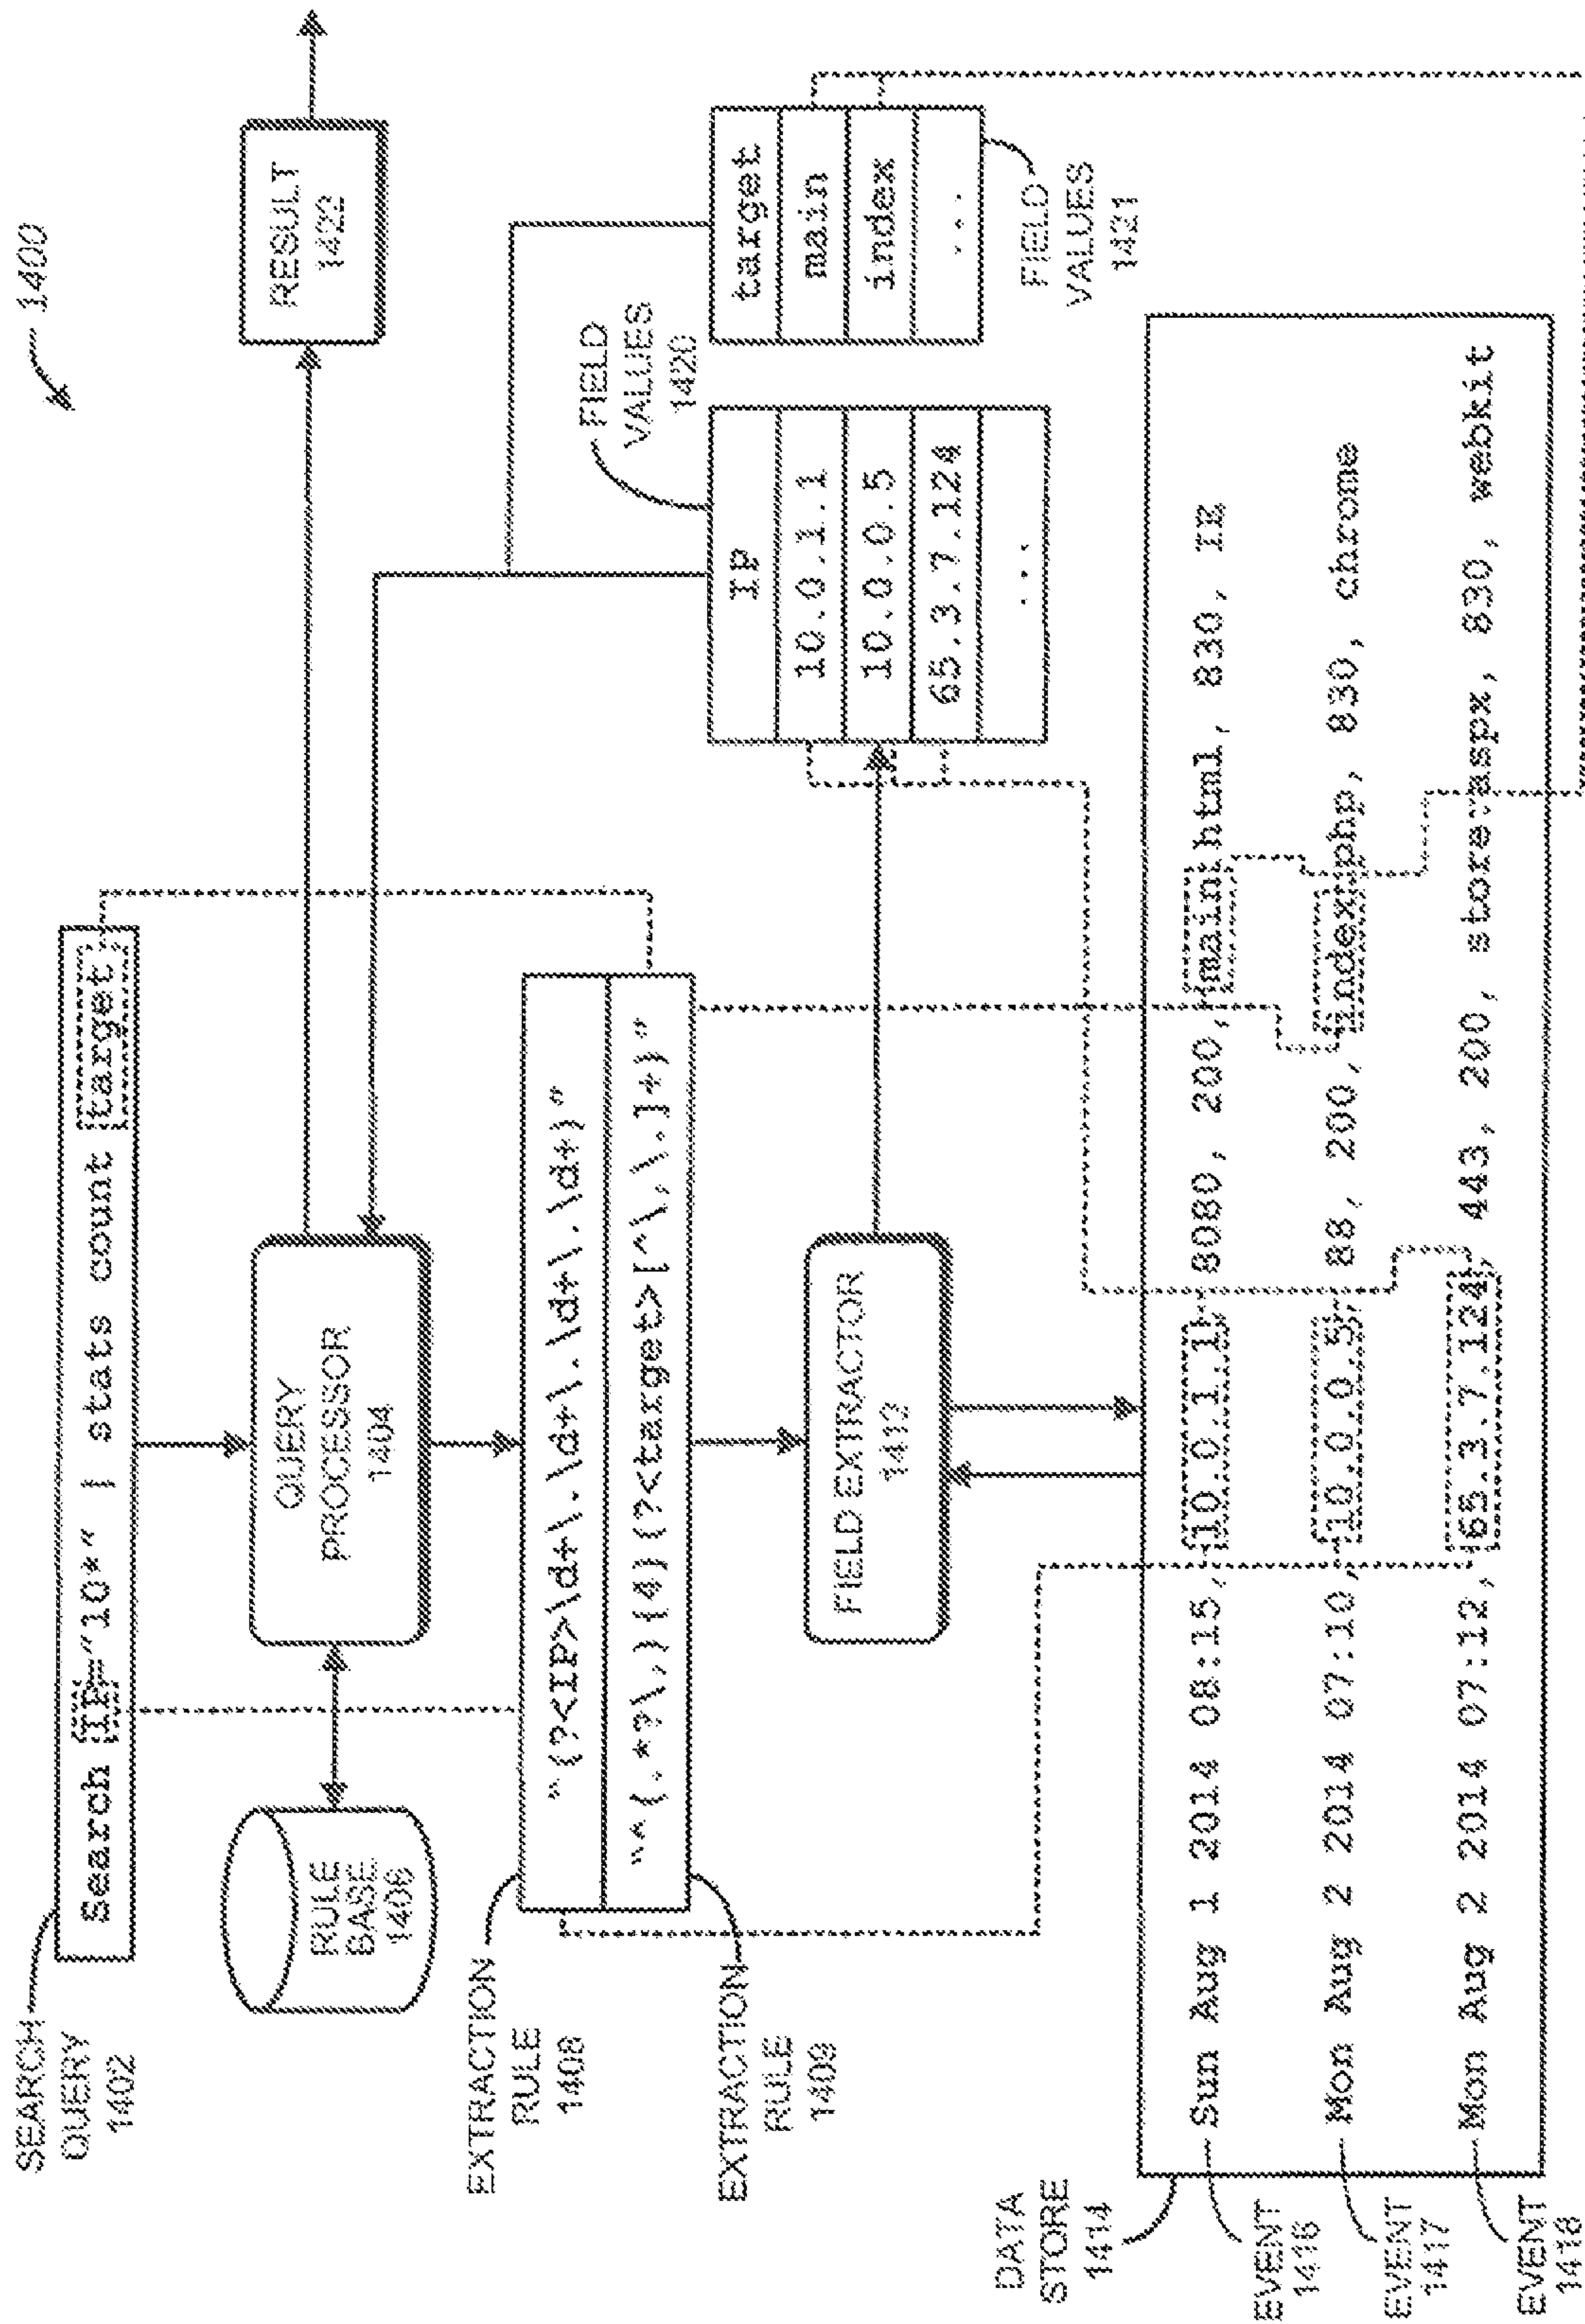 1400
SEARCH
QUERY
1402
Search IP="10*" | stats count target
RULE
BASE
1406
QUERY
PROCESSOR
1404
RESULT
1422
EXTRACTION
RULE
1408
"(?<IP>\d+\.\d+\.\d+\.\d+)"
"^(.*?\,){4}(?<target>[^\,\.]+)"
EXTRACTION
RULE
1409
FIELD
VALUES
1420
IP
10.0.1.1
10.0.0.5
65.3.7.124
...
target
main
index
...
FIELD
VALUES
1421
FIELD EXTRACTOR
1412
DATA
STORE
1414
EVENT
1416
Sun Aug 1 2014 08:15, 10.0.1.1, 8080, 200, main.html, 830, IE
EVENT
1417
Mon Aug 2 2014 07:10, 10.0.0.5, 88, 200, index.php, 830, chrome
EVENT
1418
Mon Aug 2 2014 07:12, 65.3.7.124, 443, 200, store.aspx, 830, webkit